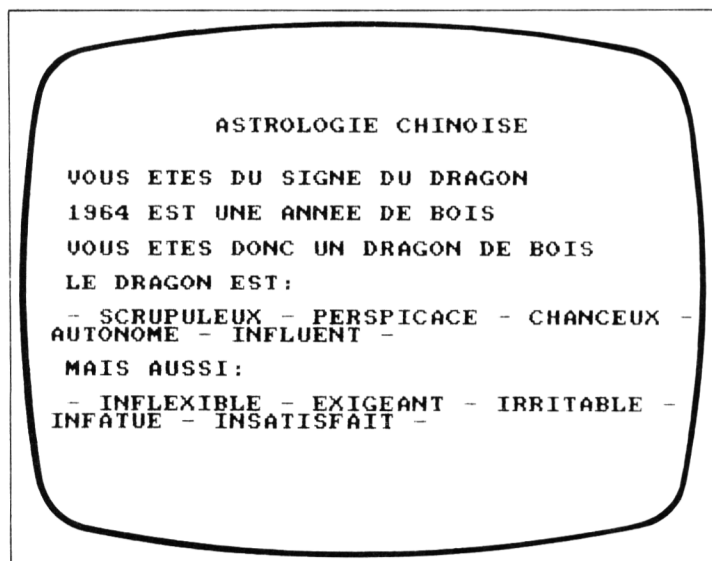 ASTROLOGIE CHINOISE
VOUS ETES DU SIGNE DU DRAGON
1964 EST UNE ANNEE DE BOIS
VOUS ETES DONC UN DRAGON DE BOIS
LE DRAGON EST:
- SCRUPULEUX - PERSPICACE - CHANCEUX -
AUTONOME - INFLUENT -
MAIS AUSSI:
- INFLEXIBLE - EXIGEANT - IRRITABLE -
INFATUE - INSATISFAIT -